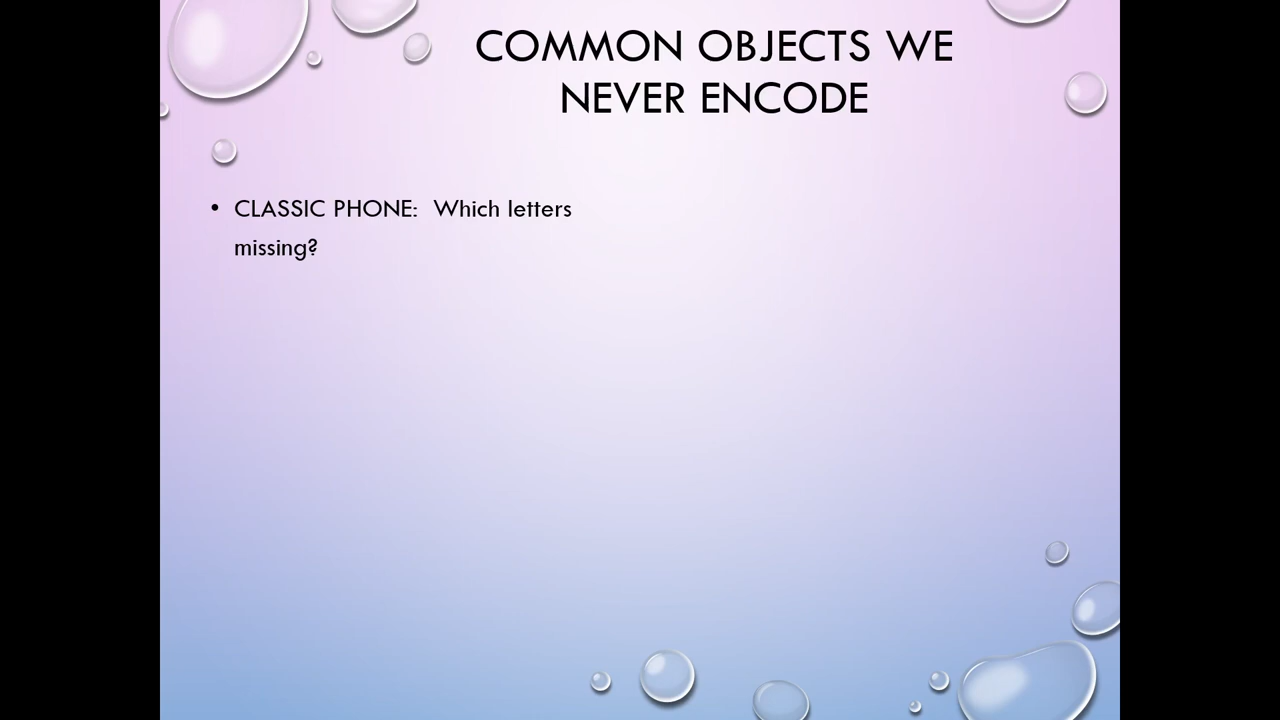 COMMON OBJECTS WE
NEVER ENCODE
• CLASSIC PHONE:  Which letters
missing?